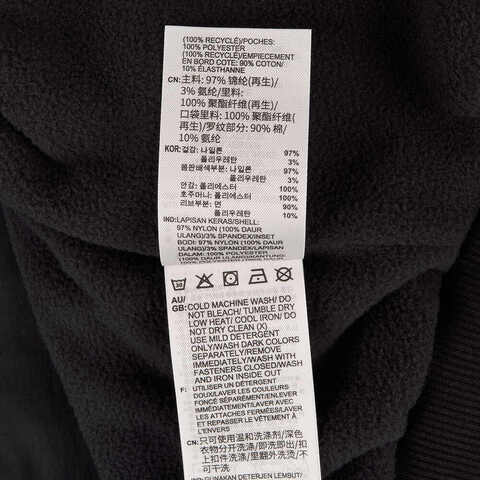 (100% RECYCLÉ)/POCHES:
100% POLYESTER
(100% RECYCLÉ)/EMPIECEMENT
EN BORD COTE: 90% COTON/
10% ÉLASTHANNE
CN:主料: 97% 锦纶(再生)/
3% 氨纶/里料:
100% 聚酯纤维(再生)/
口袋里料: 100% 聚酯纤维
(再生)/罗纹部分: 90% 棉/
10% 氨纶
KOR:겉감: 나일론 97%
폴리우레탄 3%
몸판배색부분: 나일론 97%
폴리우레탄 3%
안감: 폴리에스터 100%
호주머니: 폴리에스터 100%
리브부분: 면 90%
폴리우레탄 10%
IND:LAPISAN KERAS/SHELL:
97% NYLON (100% DAUR
ULANG)/3% SPANDEX/INSET
BODI: 97% NYLON (100% DAUR
ULANG)/3% SPANDEX/LAPISAN
DALAM: 100% POLYESTER
(100% DAUR ULANG)/KANTUNG:
30
AU/
GB: COLD MACHINE WASH/ DO
NOT BLEACH/ TUMBLE DRY
LOW HEAT/ COOL IRON/ DO
NOT DRY CLEAN (X)
USE MILD DETERGENT
ONLY/WASH DARK COLORS
SEPARATELY/REMOVE
IMMEDIATELY/WASH WITH
FASTENERS CLOSED/WASH
AND IRON INSIDE OUT
F: UTILISER UN DÉTERGENT
DOUX/LAVER LES COULEURS
FONCÉ SÉPARÉMENT/ENLEVER
IMMÉDIATEMENT/LAVER AVEC
LES ATTACHES FERMÉES/LAVER
ET REPASSER LE VÊTEMENT À
L'ENVERS
CN:只可使用温和洗涤剂/深色
衣物分开洗涤/即洗即出/扣
上扣件洗涤/里翻外洗烫/不
可干洗
IND:GUNAKAN DETERJEN LEMBUT/